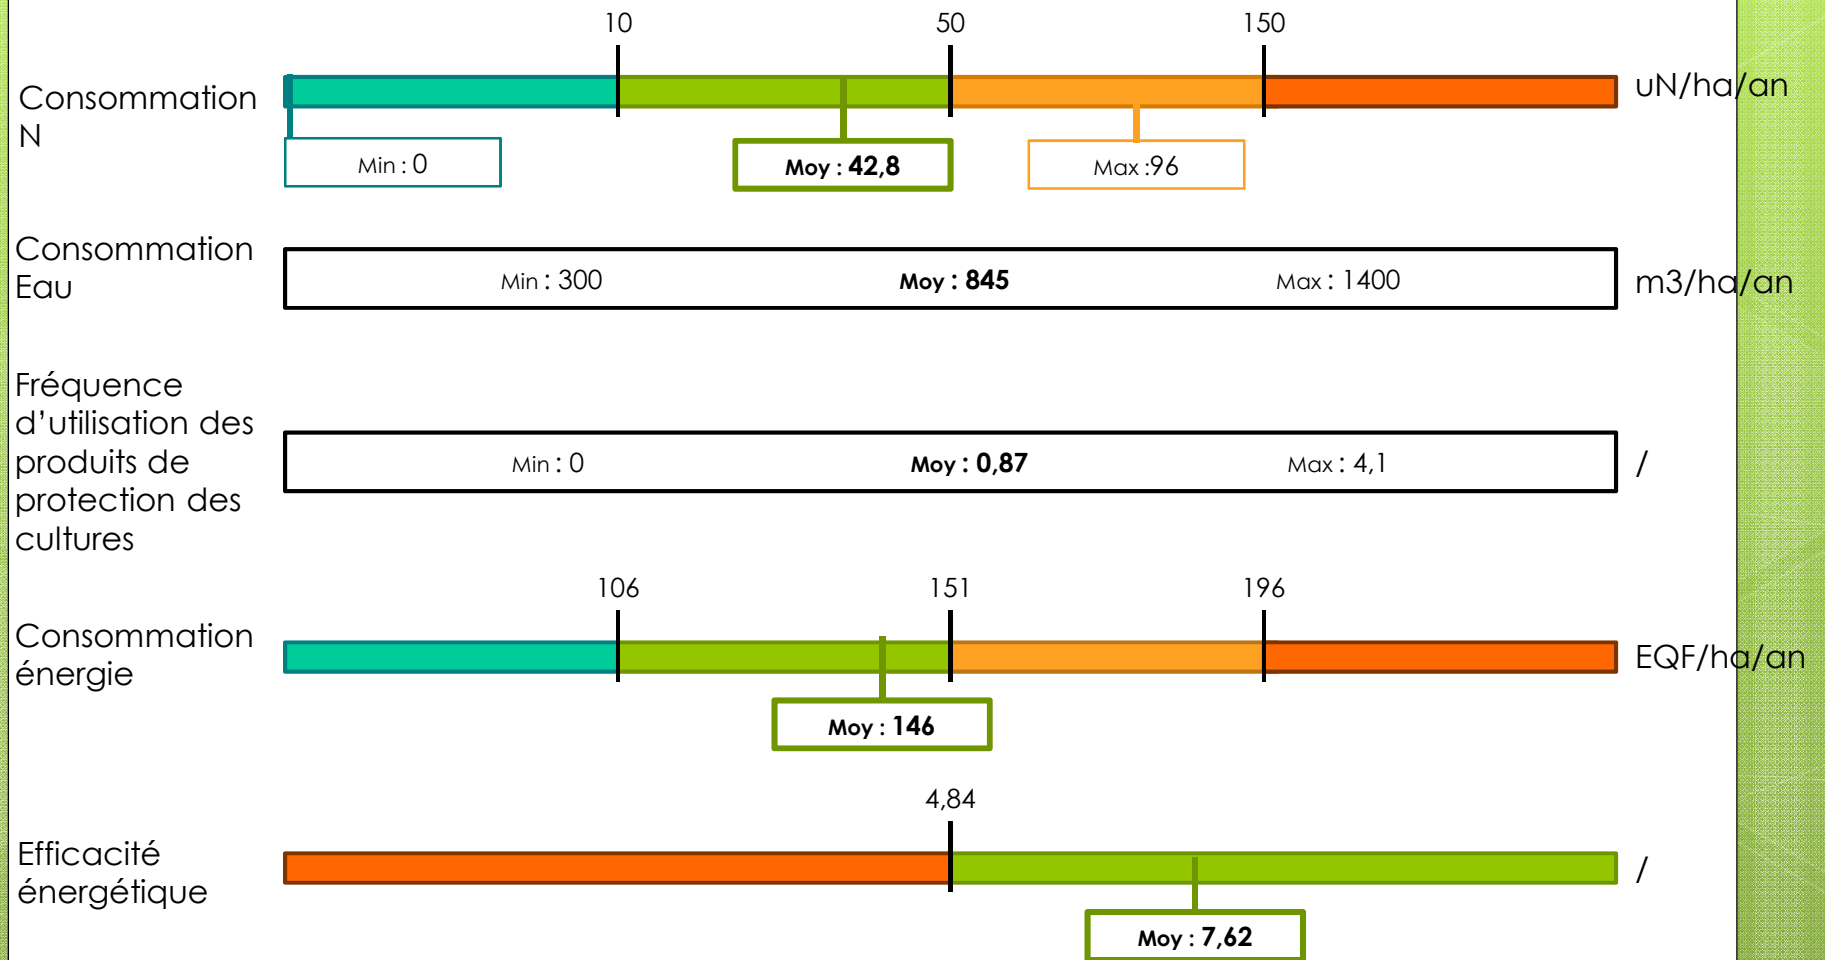 10
50
150
Consommation
N
uN/ha/an
Min : 0
Moy : 42,8
Max :96
Consommation
Eau
Min : 300
Moy : 845
Max : 1400
m3/ha/an
Fréquence
d’utilisation des
produits de
protection des
cultures
Min : 0
Moy : 0,87
Max : 4,1
/
106
151
196
Consommation
énergie
EQF/ha/an
Moy : 146
4,84
Efficacité
énergétique
/
Moy : 7,62